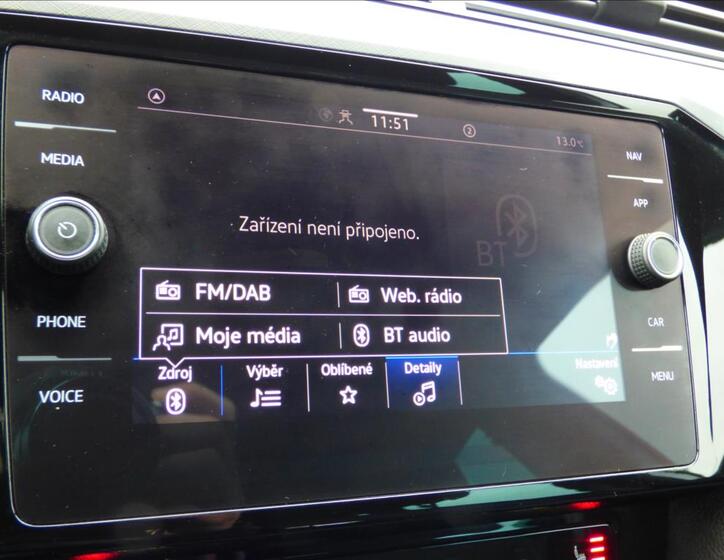 RADIO
11:51
2
13.0°C
NAV
MEDIA
APP
Zařízení není připojeno.
BT
FM/DAB
Web. rádio
PHONE
CAR
Moje média
BT audio
Zdroj
Výběr
Oblíbené
Detaily
Nastavení
VOICE
MENU